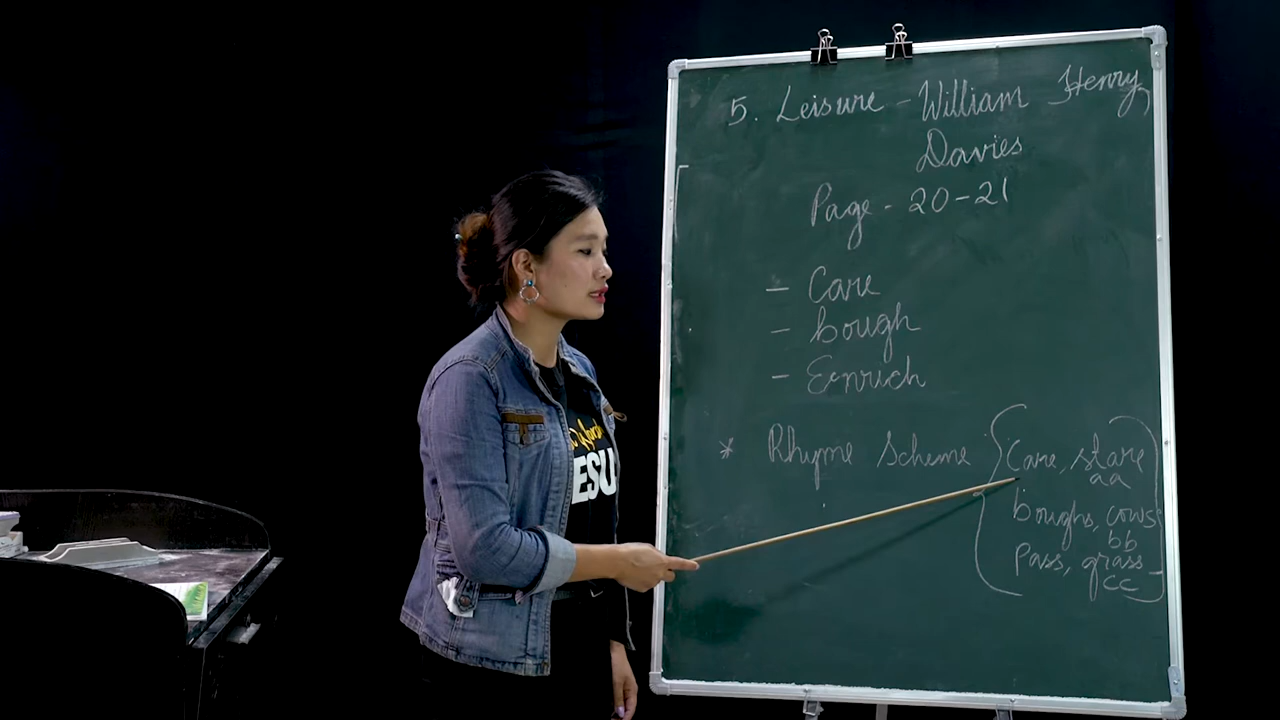 5. Leisure - William Henry,
Davies
Page - 20-21
- Care
- bough
- Eenrich
* Rhyme Scheme
Care, stare
aa
boughs, cows
bb
Pass, grass
cc
ESU